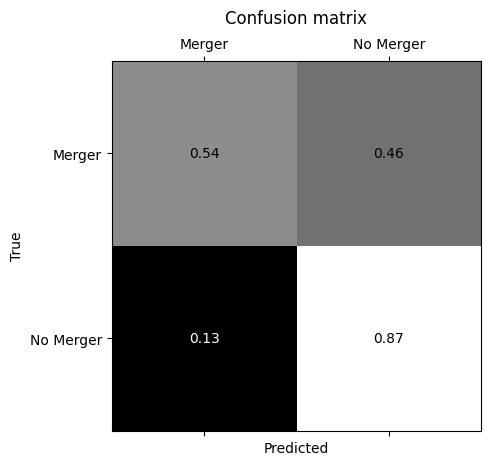 Confusion matrix
Merger No Merger
Merger 0.54 0.46
True
No Merger 0.13 0.87
Predicted